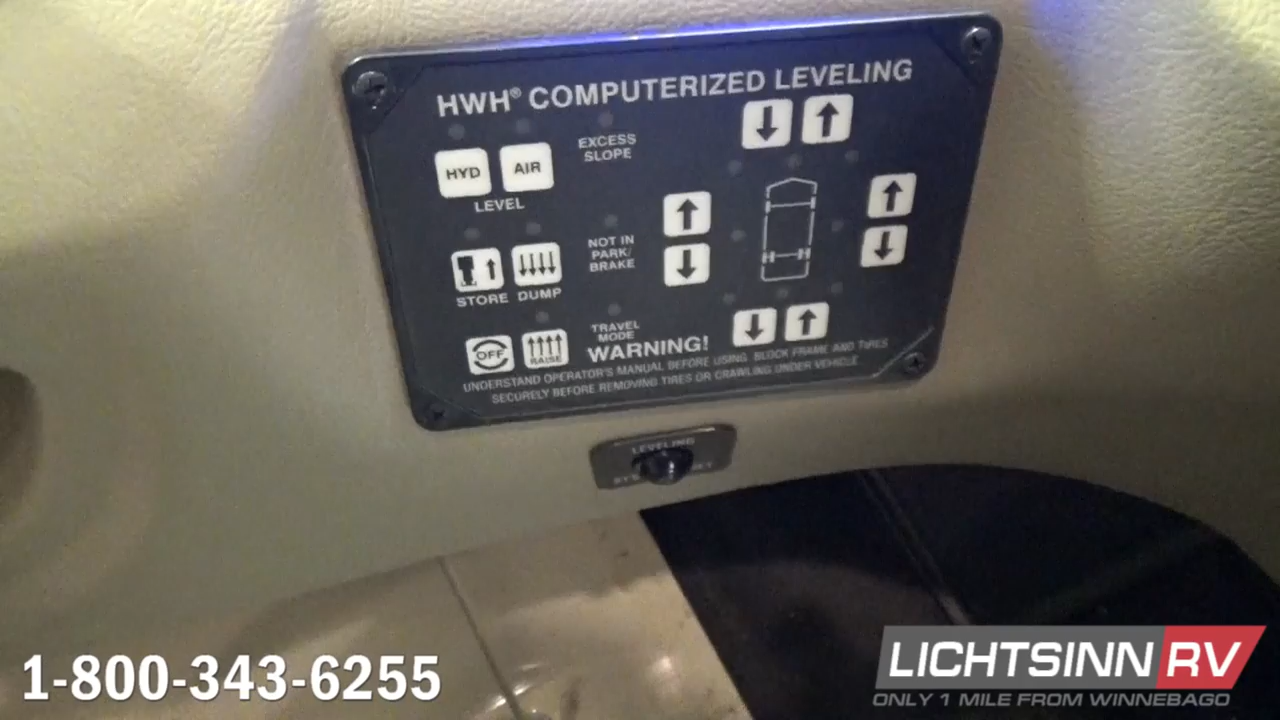 HWH® COMPUTERIZED LEVELING
HYD AIR
LEVEL
EXCESS
SLOPE
STORE DUMP
NOT IN
PARK/
BRAKE
OFF RAISE
TRAVEL
MODE
WARNING!
UNDERSTAND OPERATOR'S MANUAL BEFORE USING. BLOCK FRAME AND TIRES
SECURELY BEFORE REMOVING TIRES OR CRAWLING UNDER VEHICLE
LEVELING
1-800-343-6255
LICHTSINN RV
ONLY 1 MILE FROM WINNEBAGO